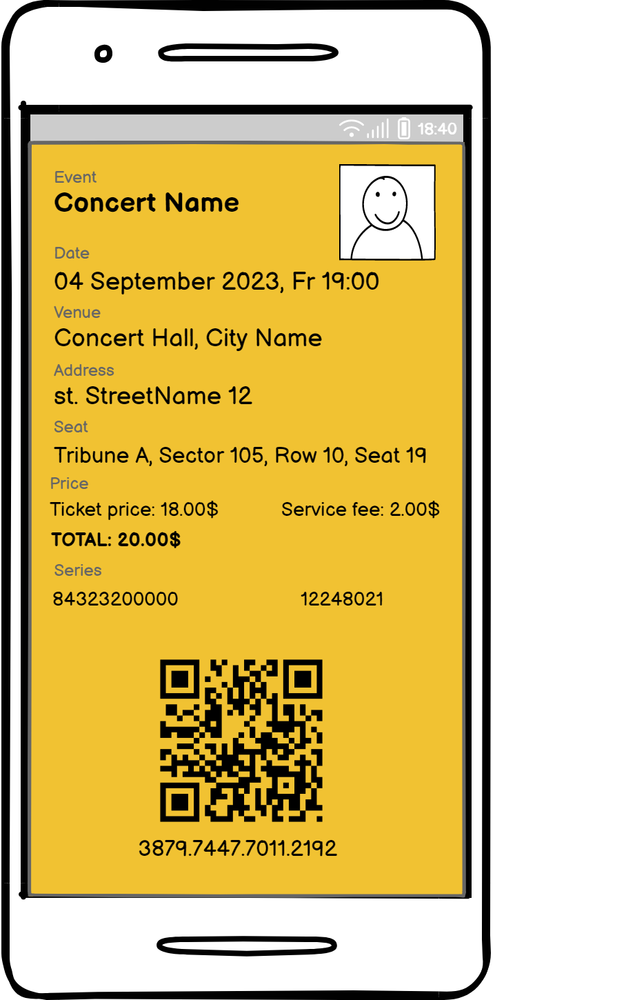 18:40
Event
Concert Name
Date
04 September 2023, Fr 19:00
Venue
Concert Hall, City Name
Address
st. StreetName 12
Seat
Tribune A, Sector 105, Row 10, Seat 19
Price
Ticket price: 18.00$ Service fee: 2.00$
TOTAL: 20.00$
Series
84323200000 12248021
3879.7447.7011.2192